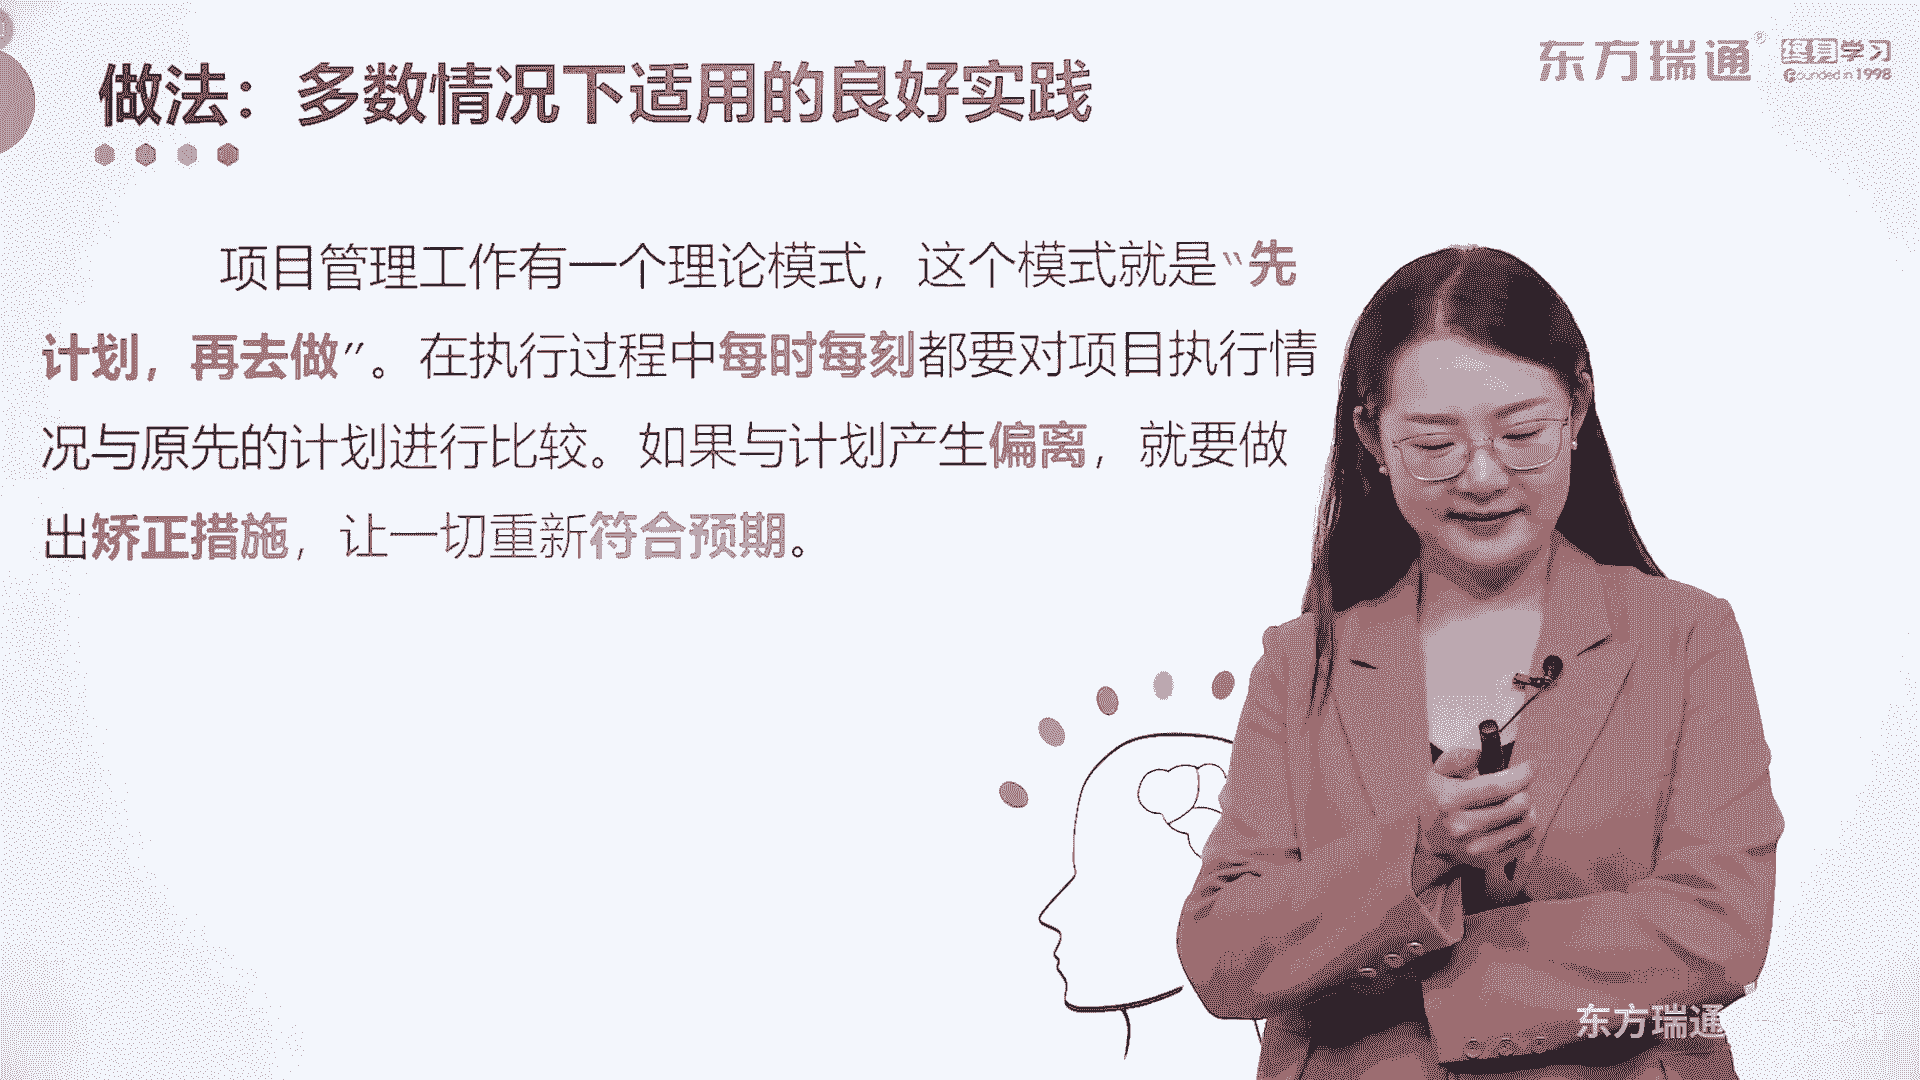 做法：多数情况下适用的良好实践
东方瑞通®
终身学习
Founded in 1998
项目管理工作有一个理论模式，这个模式就是“先
计划，再去做”。在执行过程中每时每刻都要对项目执行情
况与原先的计划进行比较。如果与计划产生偏离，就要做
出矫正措施，让一切重新符合预期。
东方瑞通